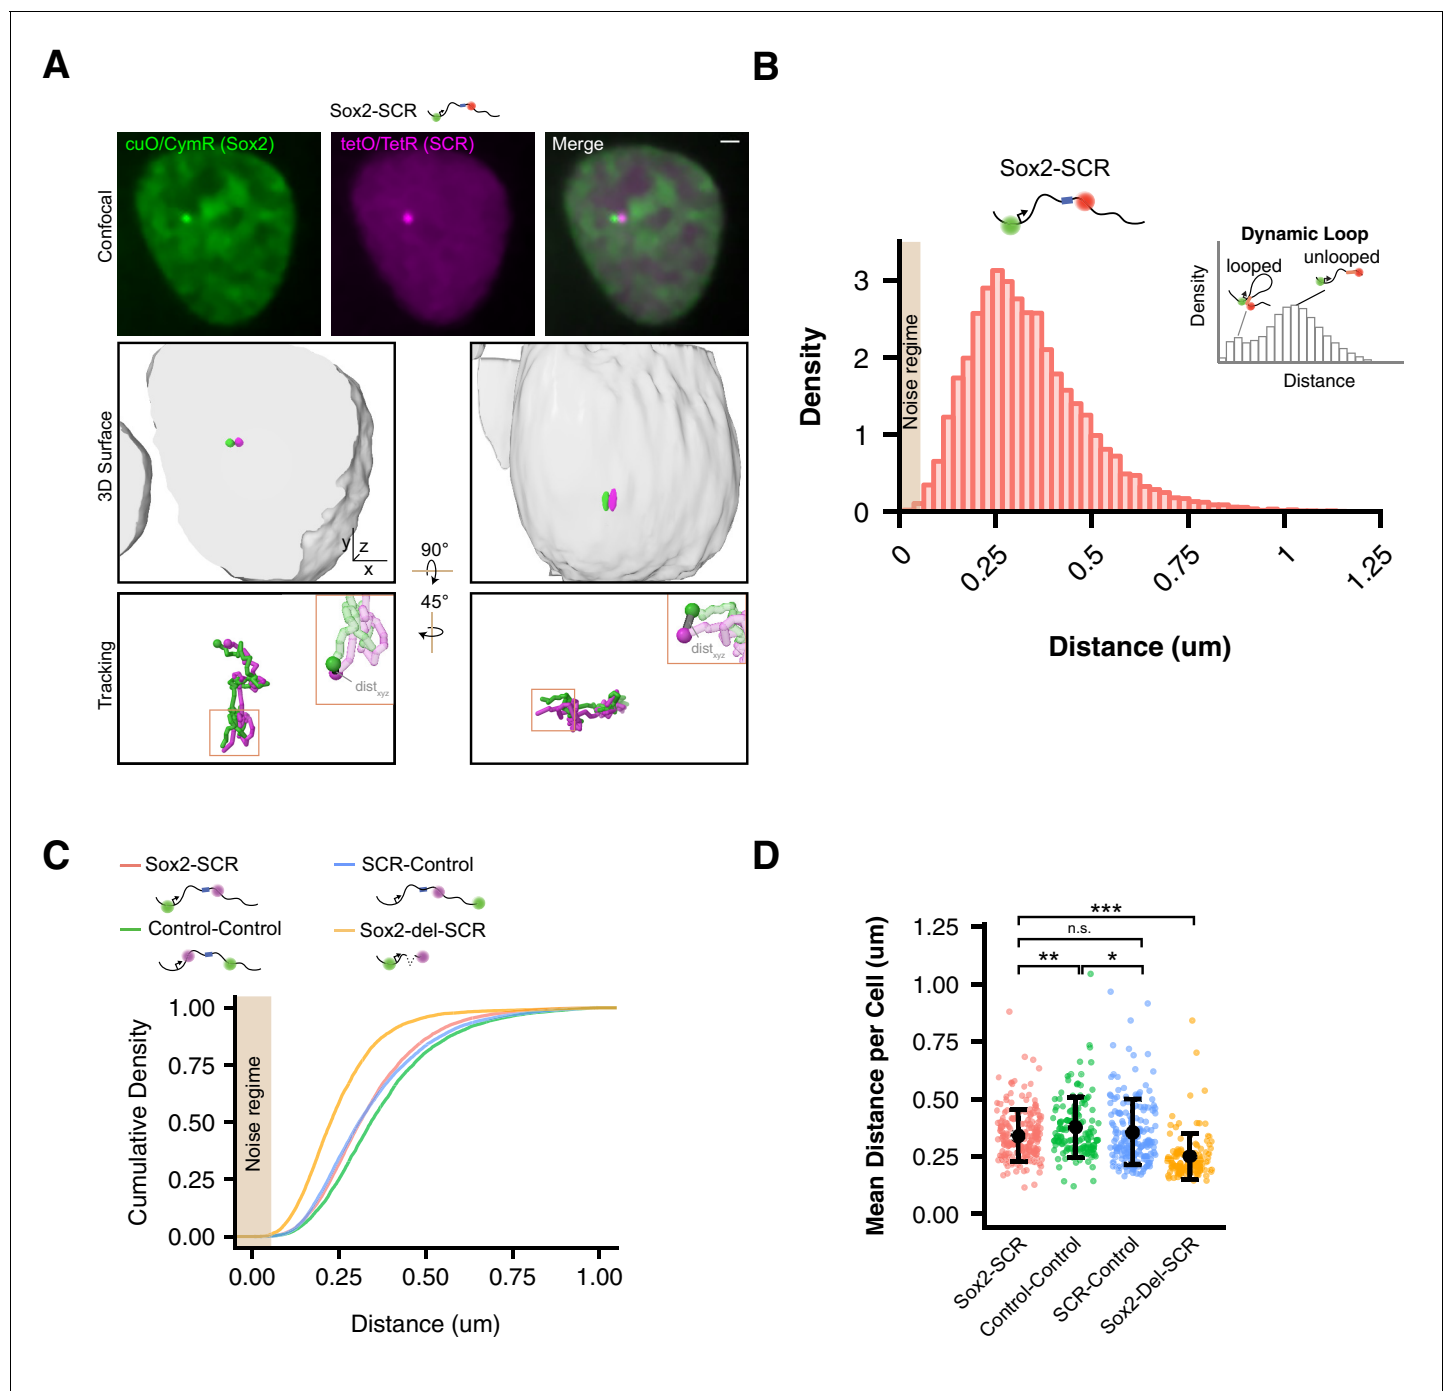 A
Sox2-SCR
cuO/CymR (Sox2)
tetO/TetR (SCR)
Merge
Confocal
3D Surface
y
z
x
90°
45°
Tracking
dist xyz
dist xyz
B
Sox2-SCR
Dynamic Loop
looped
unlooped
Density
Distance
Density
3
2
1
0
Noise regime
0
0.25
0.5
0.75
1
1.25
Distance (um)
C
Sox2-SCR
SCR-Control
Control-Control
Sox2-del-SCR
Cumulative Density
1.00
0.75
0.50
0.25
0.00
Noise regime
0.00
0.25
0.50
0.75
1.00
Distance (um)
D
Mean Distance per Cell (um)
1.25
1.00
0.75
0.50
0.25
0.00
***
n.s.
**
*
Sox2-SCR
Control-Control
SCR-Control
Sox2-Del-SCR